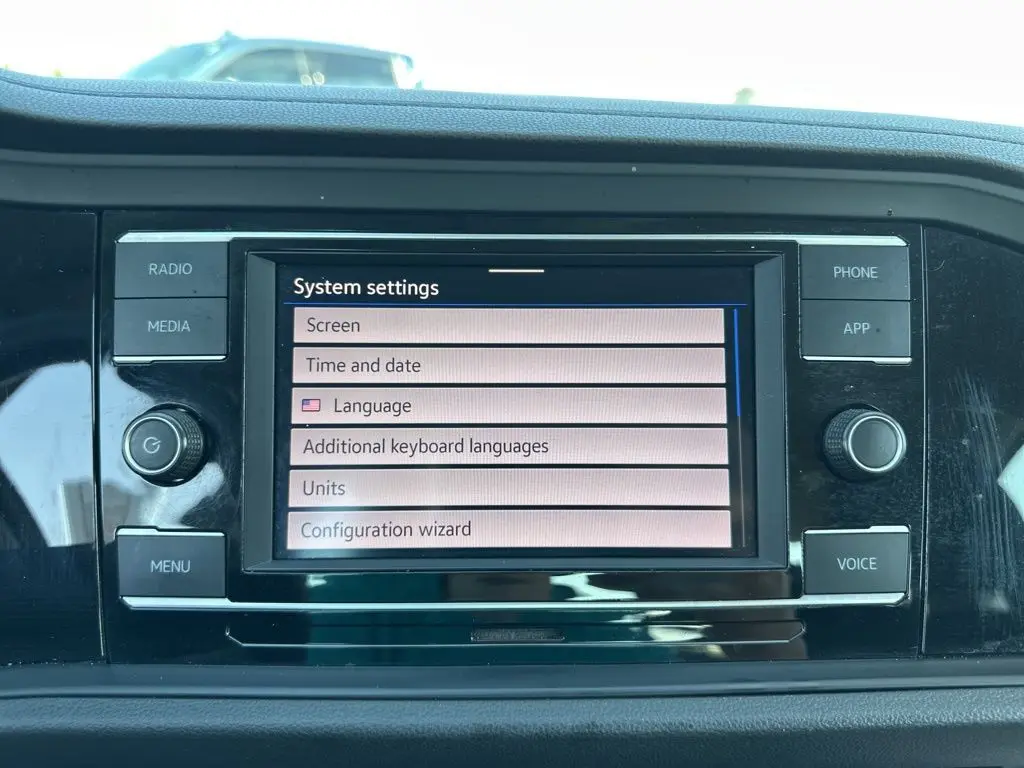 RADIO
MEDIA
MENU
System settings
Screen
Time and date
Language
Additional keyboard languages
Units
Configuration wizard
PHONE
APP
VOICE